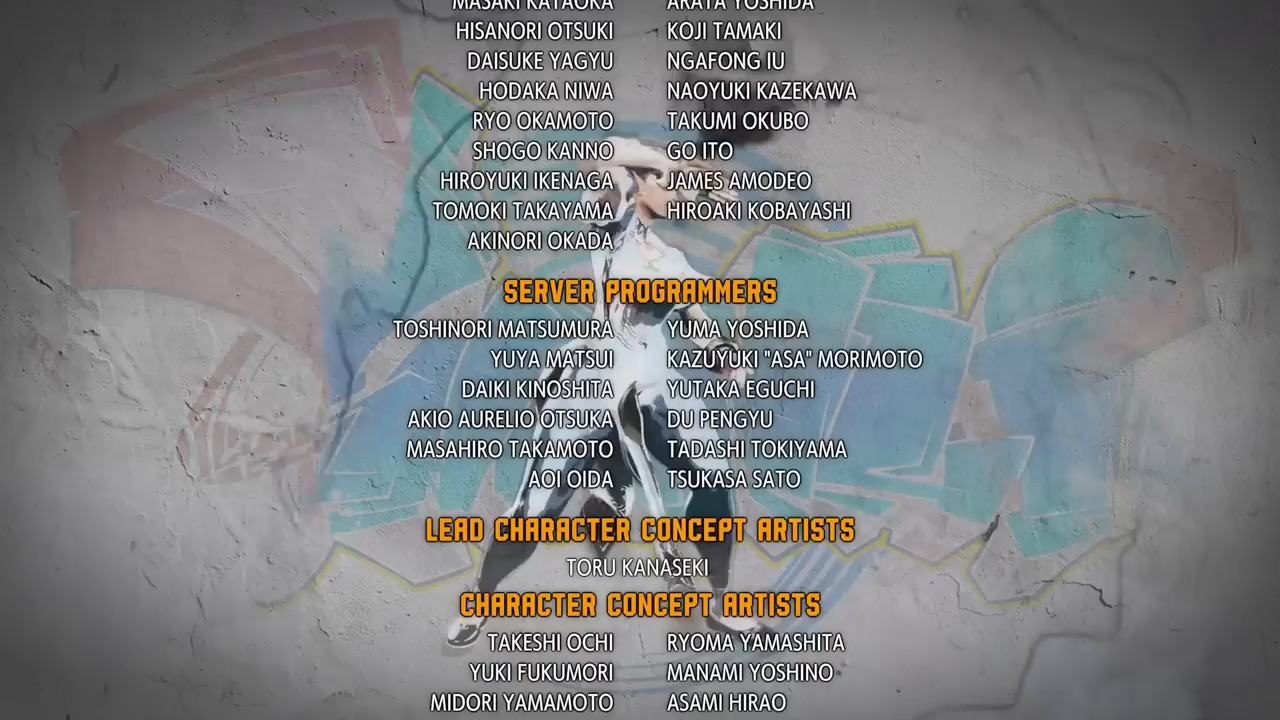 MASAKI KATAOKA ARATA YOSHIDA
HISANORI OTSUKI KOJI TAMAKI
DAISUKE YAGYU NGAFONG IU
HODAKA NIWA NAOYUKI KAZEKAWA
RYO OKAMOTO TAKUMI OKUBO
SHOGO KANNO GO ITO
HIROYUKI IKENAGA JAMES AMODEO
TOMOKI TAKAYAMA HIROAKI KOBAYASHI
AKINORI OKADA
SERVER PROGRAMMERS
TOSHINORI MATSUMURA YUMA YOSHIDA
YUYA MATSUI KAZUYUKI "ASA" MORIMOTO
DAIKI KINOSHITA YUTAKA EGUCHI
AKIO AURELIO OTSUKA DU PENGYU
MASAHIRO TAKAMOTO TADASHI TOKIYAMA
AOI OIDA TSUKASA SATO
LEAD CHARACTER CONCEPT ARTISTS
TORU KANASEKI
CHARACTER CONCEPT ARTISTS
TAKESHI OCHI RYOMA YAMASHITA
YUKI FUKUMORI MANAMI YOSHINO
MIDORI YAMAMOTO ASAMI HIRAO